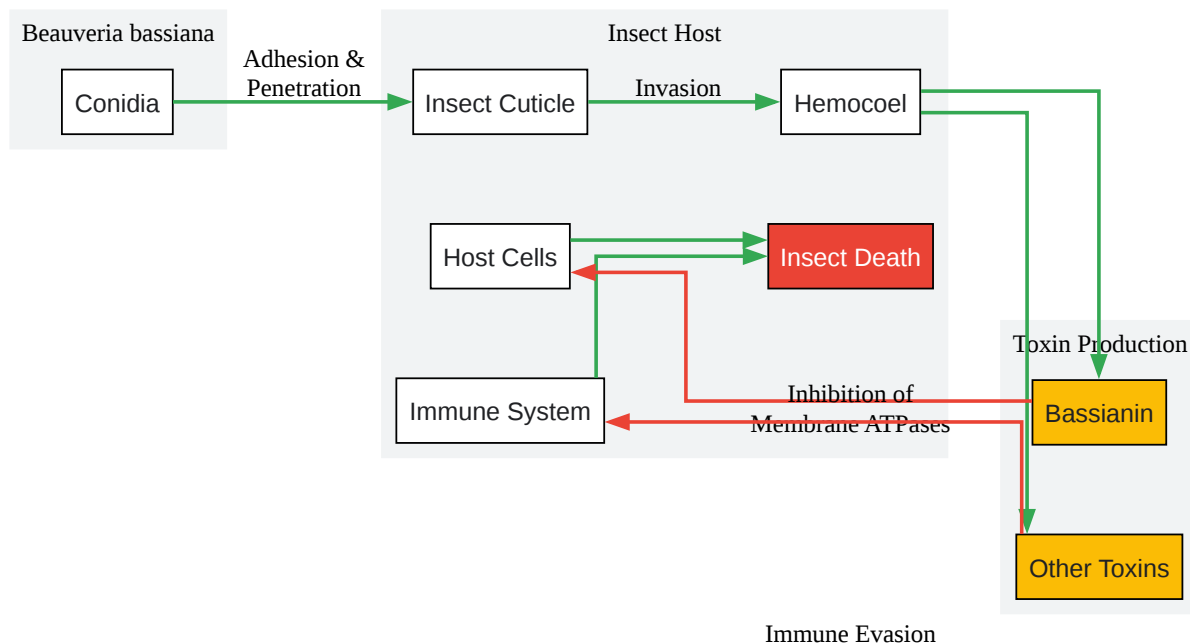 Beauveria bassiana
Insect Host
Adhesion &
Penetration
Conidia
Insect Cuticle
Invasion
Hemocoel
Host Cells
Insect Death
Toxin Production
Immune System
Inhibition of
Membrane ATPases
Bassianin
Other Toxins
Immune Evasion